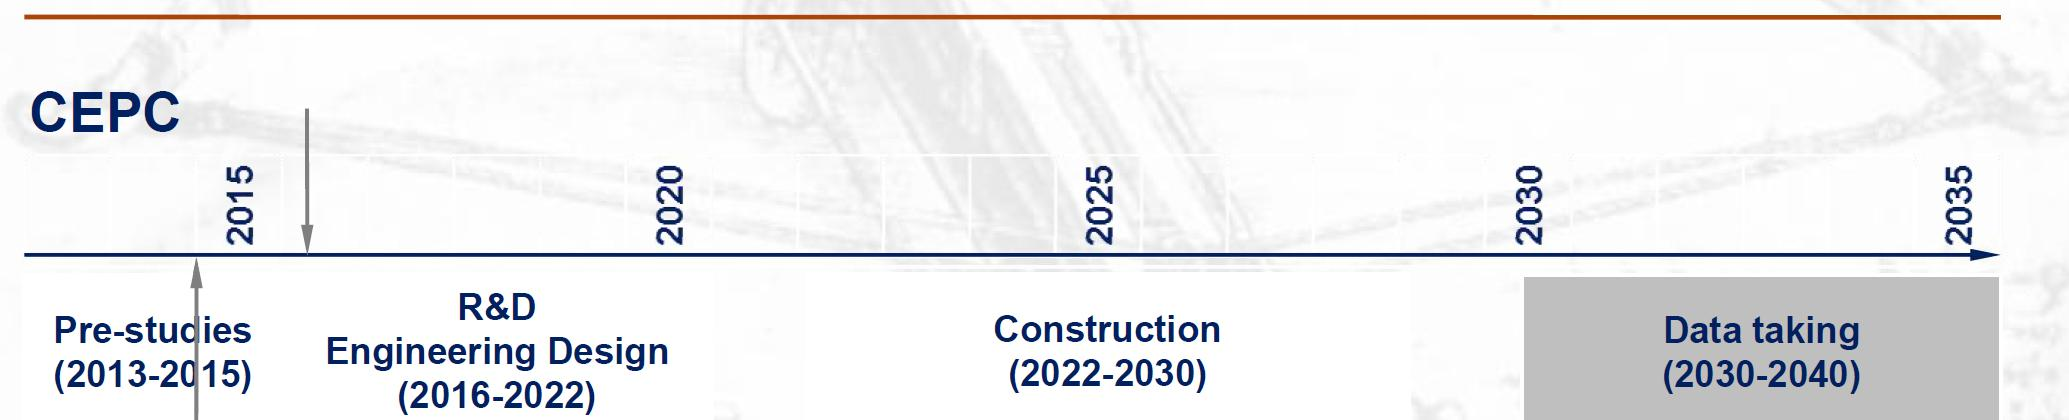 CEPC
2015 2020 2025 2030 2035
Pre-studies
(2013-2015)
R&D
Engineering Design
(2016-2022)
Construction
(2022-2030)
Data taking
(2030-2040)